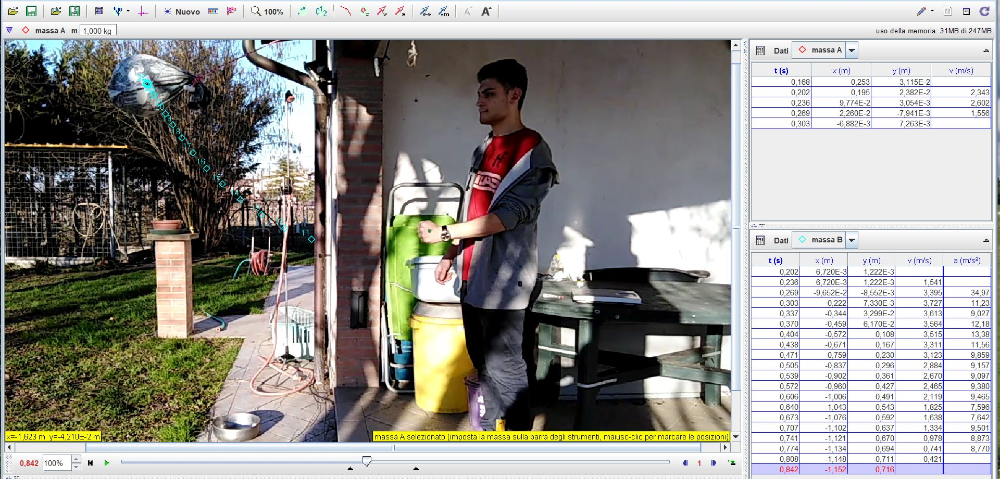 Nuovo 100%
massa A m 1,000 kg uso della memoria: 31MB di 247MB
Dati massa A
t (s) x (m) y (m) v (m/s)
0,168 0,253 3,115E-2
0,202 0,195 2,382E-2 2,343
0,236 9,774E-2 3,054E-3 2,602
0,269 2,260E-2 -7,941E-3 1,556
0,303 -6,882E-3 7,263E-3
20
19
18
17
16
15
14
13
12
11
Dati massa B
t (s) x (m) y (m) v (m/s) a (m/s²)
0,202 6,720E-3 1,222E-3
0,236 6,720E-3 1,222E-3 1,541
0,269 -9,652E-2 -8,552E-3 3,395 34,97
0,303 -0,222 7,330E-3 3,727 11,23
0,337 -0,344 3,299E-2 3,613 9,027
0,370 -0,459 6,170E-2 3,564 12,18
0,404 -0,572 0,108 3,515 13,38
0,438 -0,671 0,167 3,311 11,56
0,471 -0,759 0,230 3,123 9,859
0,505 -0,837 0,296 2,884 9,157
0,539 -0,902 0,361 2,670 9,097
0,572 -0,960 0,427 2,465 9,380
0,606 -1,006 0,491 2,119 9,465
0,640 -1,043 0,543 1,825 7,596
0,673 -1,076 0,592 1,638 7,642
0,707 -1,102 0,637 1,334 9,501
0,741 -1,121 0,670 0,978 8,873
0,774 -1,134 0,694 0,741 8,770
0,808 -1,148 0,711 0,421
0,842 -1,152 0,716
x=-1,623 m y=-4,210E-2 m
massa A selezionato (imposta la massa sulla barra degli strumenti, maiusc-clic per marcare le posizioni)
0,842 100% 1